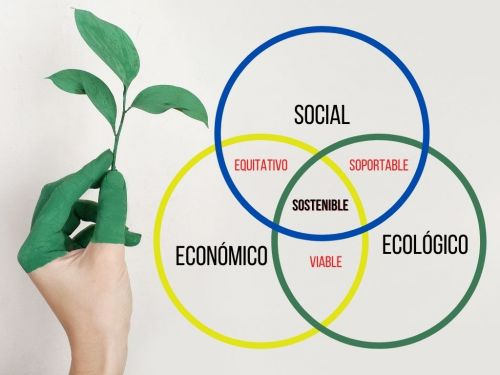 SOCIAL
EQUITATIVO
SOPORTABLE
SOSTENIBLE
ECONÓMICO
ECOLÓGICO
VIABLE